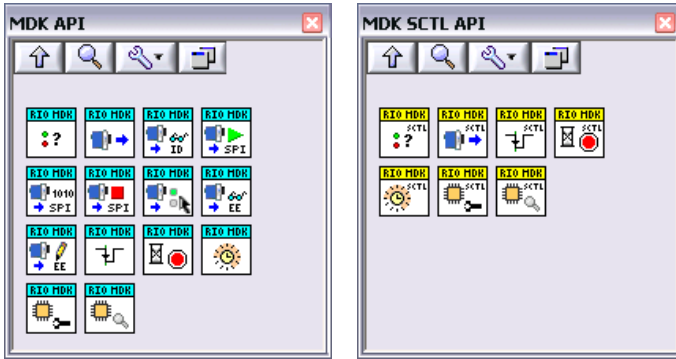 MDK API
RIO MDK RIO MDK RIO MDK RIO MDK
? ID SPI
RIO MDK RIO MDK RIO MDK RIO MDK
1010 SPI SPI EE
RIO MDK RIO MDK RIO MDK RIO MDK
EE
RIO MDK RIO MDK
MDK SCTL API
RIO MDK RIO MDK RIO MDK RIO MDK
SCTL SCTL SCTL SCTL
?
RIO MDK RIO MDK RIO MDK
SCTL SCTL SCTL